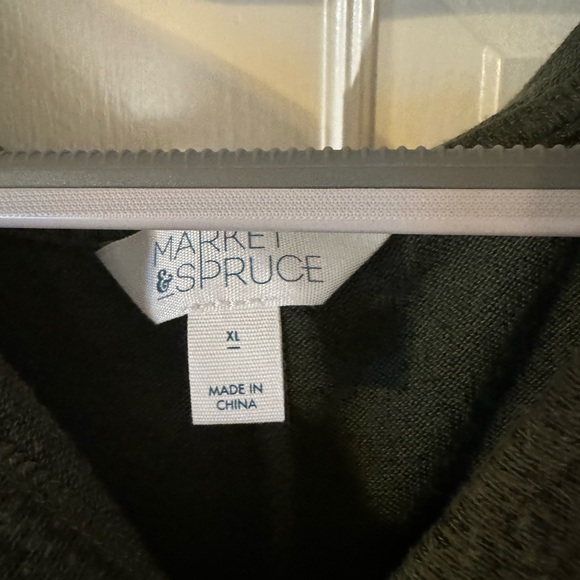 MARKET
& SPRUCE
XL
MADE IN
CHINA